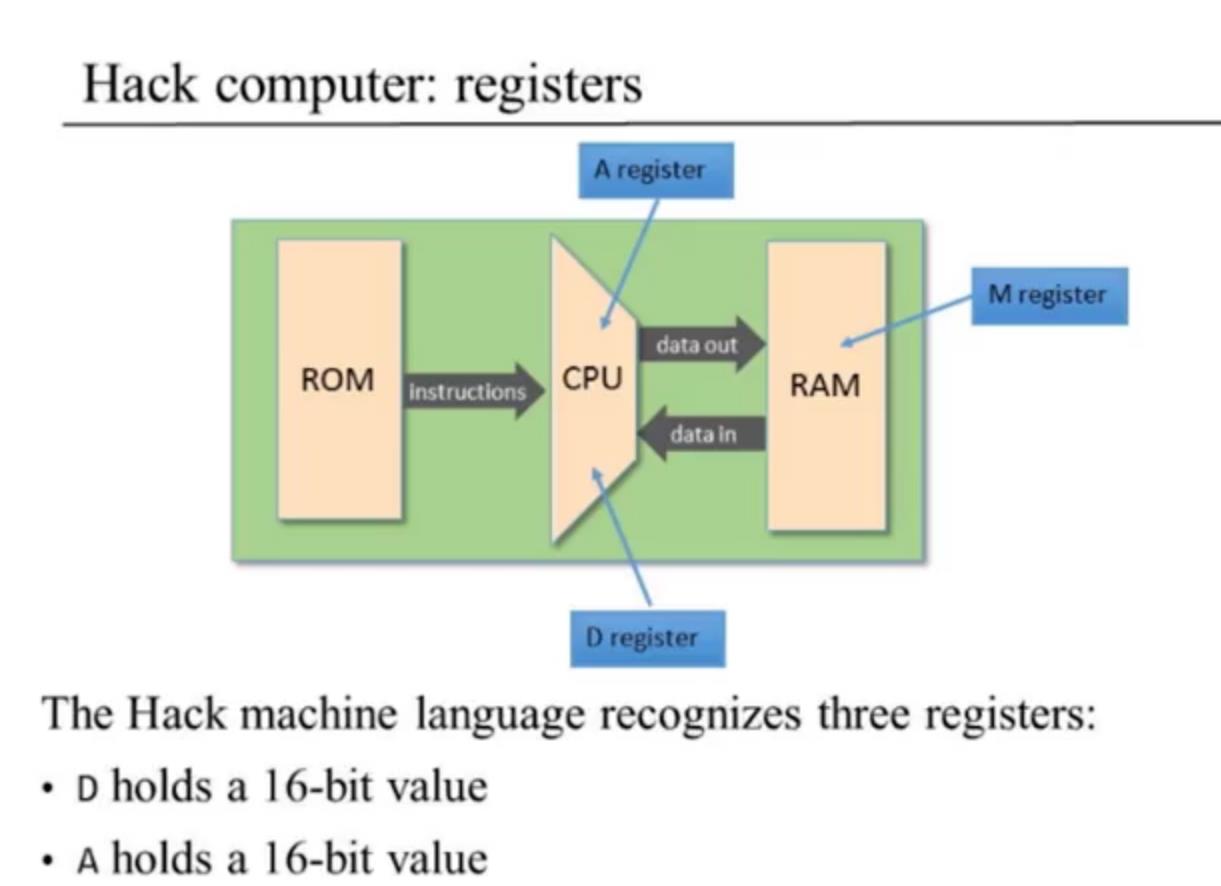 Hack computer: registers
A register
M register
data out
ROM
instructions
CPU
RAM
data in
D register
The Hack machine language recognizes three registers:
• D holds a 16-bit value
• A holds a 16-bit value